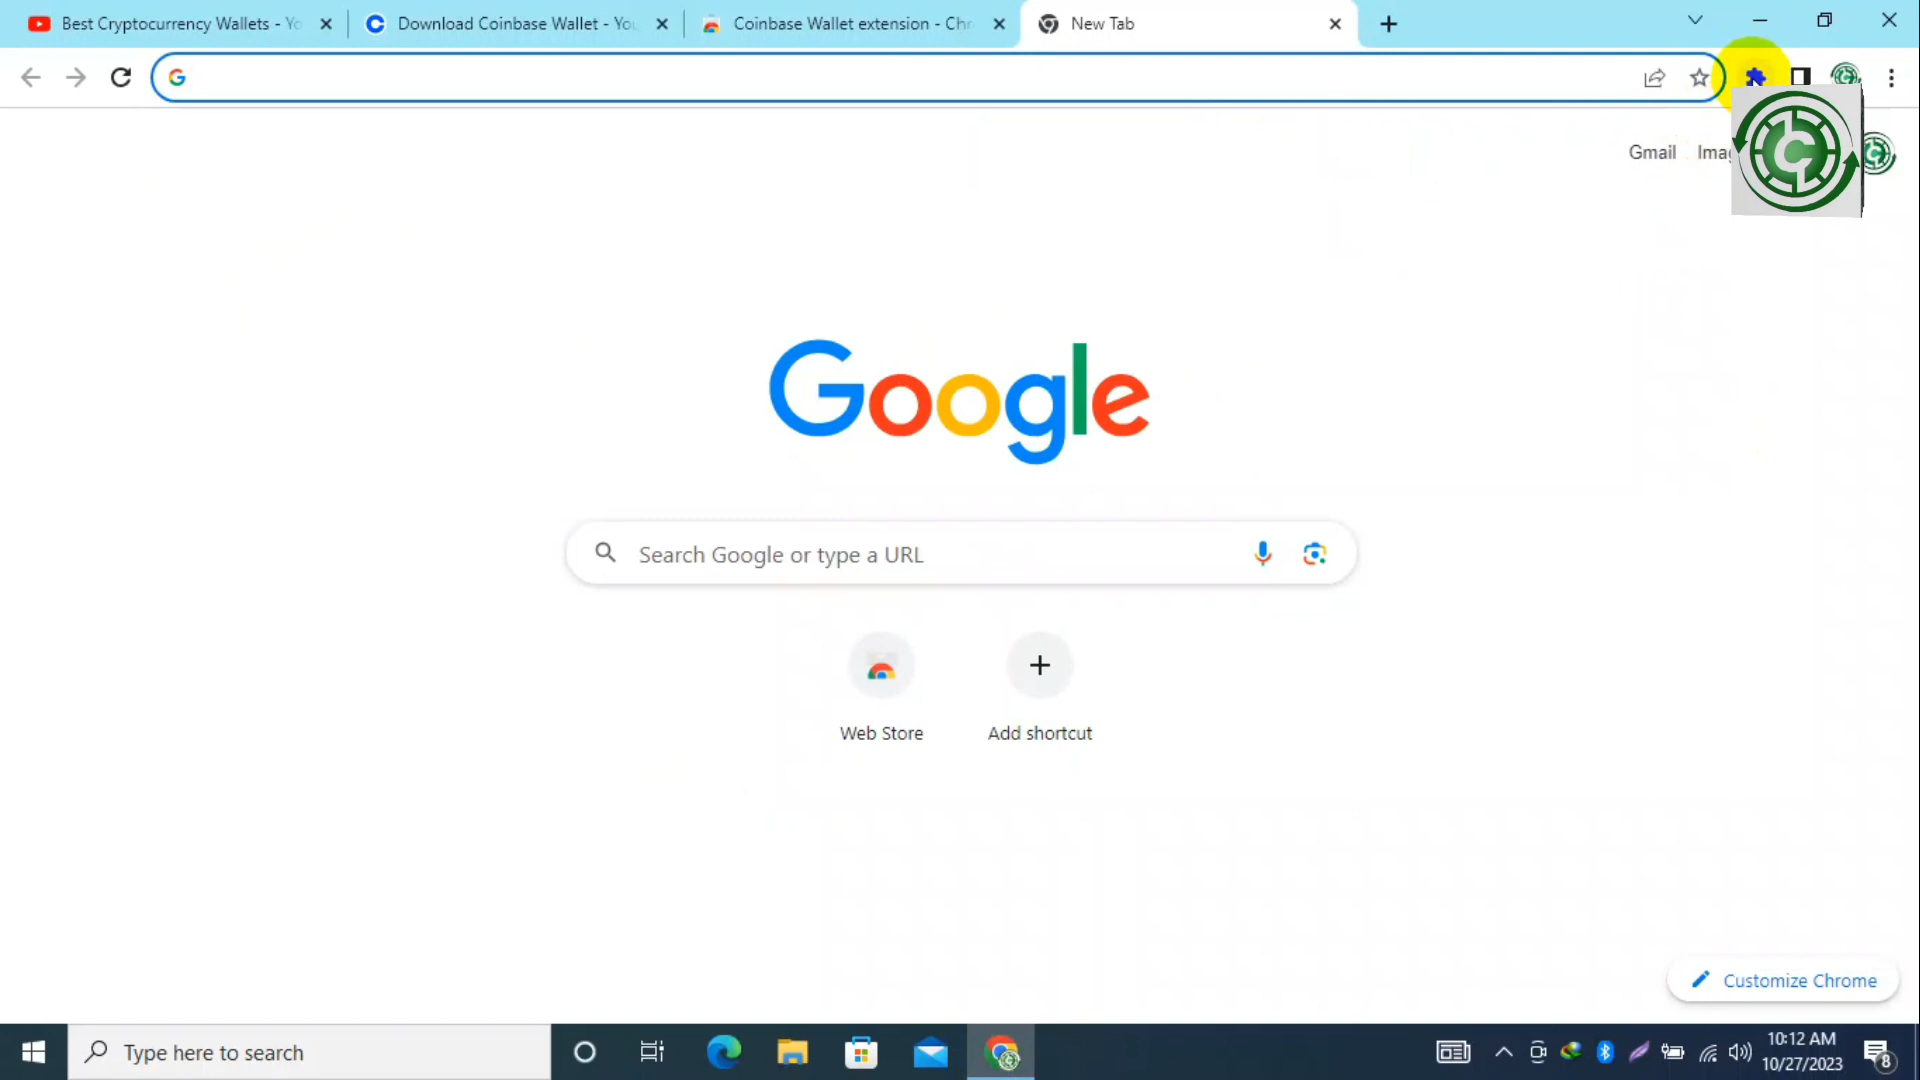 Best Cryptocurrency Wallets - Yo
Download Coinbase Wallet - You
Coinbase Wallet extension - Chr
New Tab
Gmail
Imag
Google
Search Google or type a URL
Web Store
Add shortcut
Customize Chrome
Type here to search
10:12 AM
10/27/2023
8